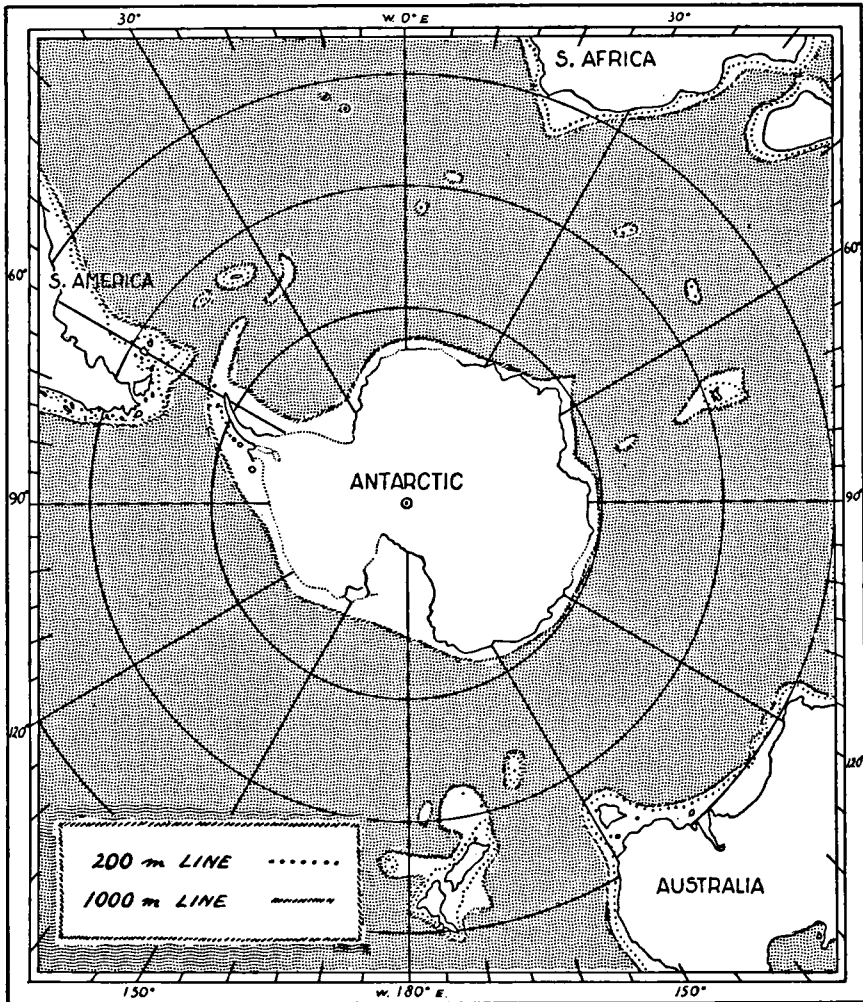 30°
W. 0° E
30°
S. AFRICA
60°
60°
S. AMERICA
K
90°
ANTARCTIC
90°
120°
120°
200 m LINE
1000 m LINE
AUSTRALIA
150°
W. 180° E.
150°